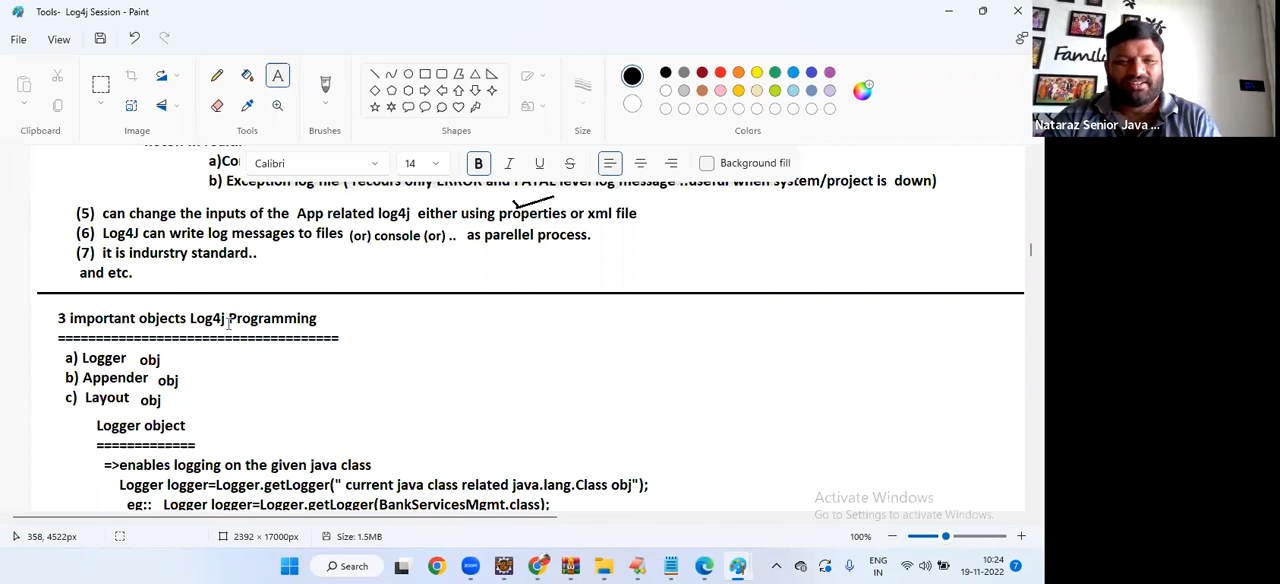 Tools- Log4j Session - Paint
File View
Clipboard Image Tools Brushes Shapes Size Colors
Family
Nataraz Senior Java ...
Calibri 14 B I U S Background fill
a)Co
b) Exception log file ( recours only ERROR and FATAL level log message ..useful when system/project is down)
(5) can change the inputs of the App related log4j either using properties or xml file
(6) Log4J can write log messages to files (or) console (or) .. as parellel process.
(7) it is indurstry standard..
and etc.
3 important objects Log4j Programming
====================================
a) Logger obj
b) Appender obj
c) Layout obj
Logger object
=============
=>enables logging on the given java class
Logger logger=Logger.getLogger(" current java class related java.lang.Class obj");
eg:: Logger logger=Logger.getLogger(BankServicesMgmt.class);
Activate Windows
Go to Settings to activate Windows.
358, 4522px 2392 × 17000px Size: 1.5MB 100%
Search zoom ENG IN 10:24 19-11-2022 7